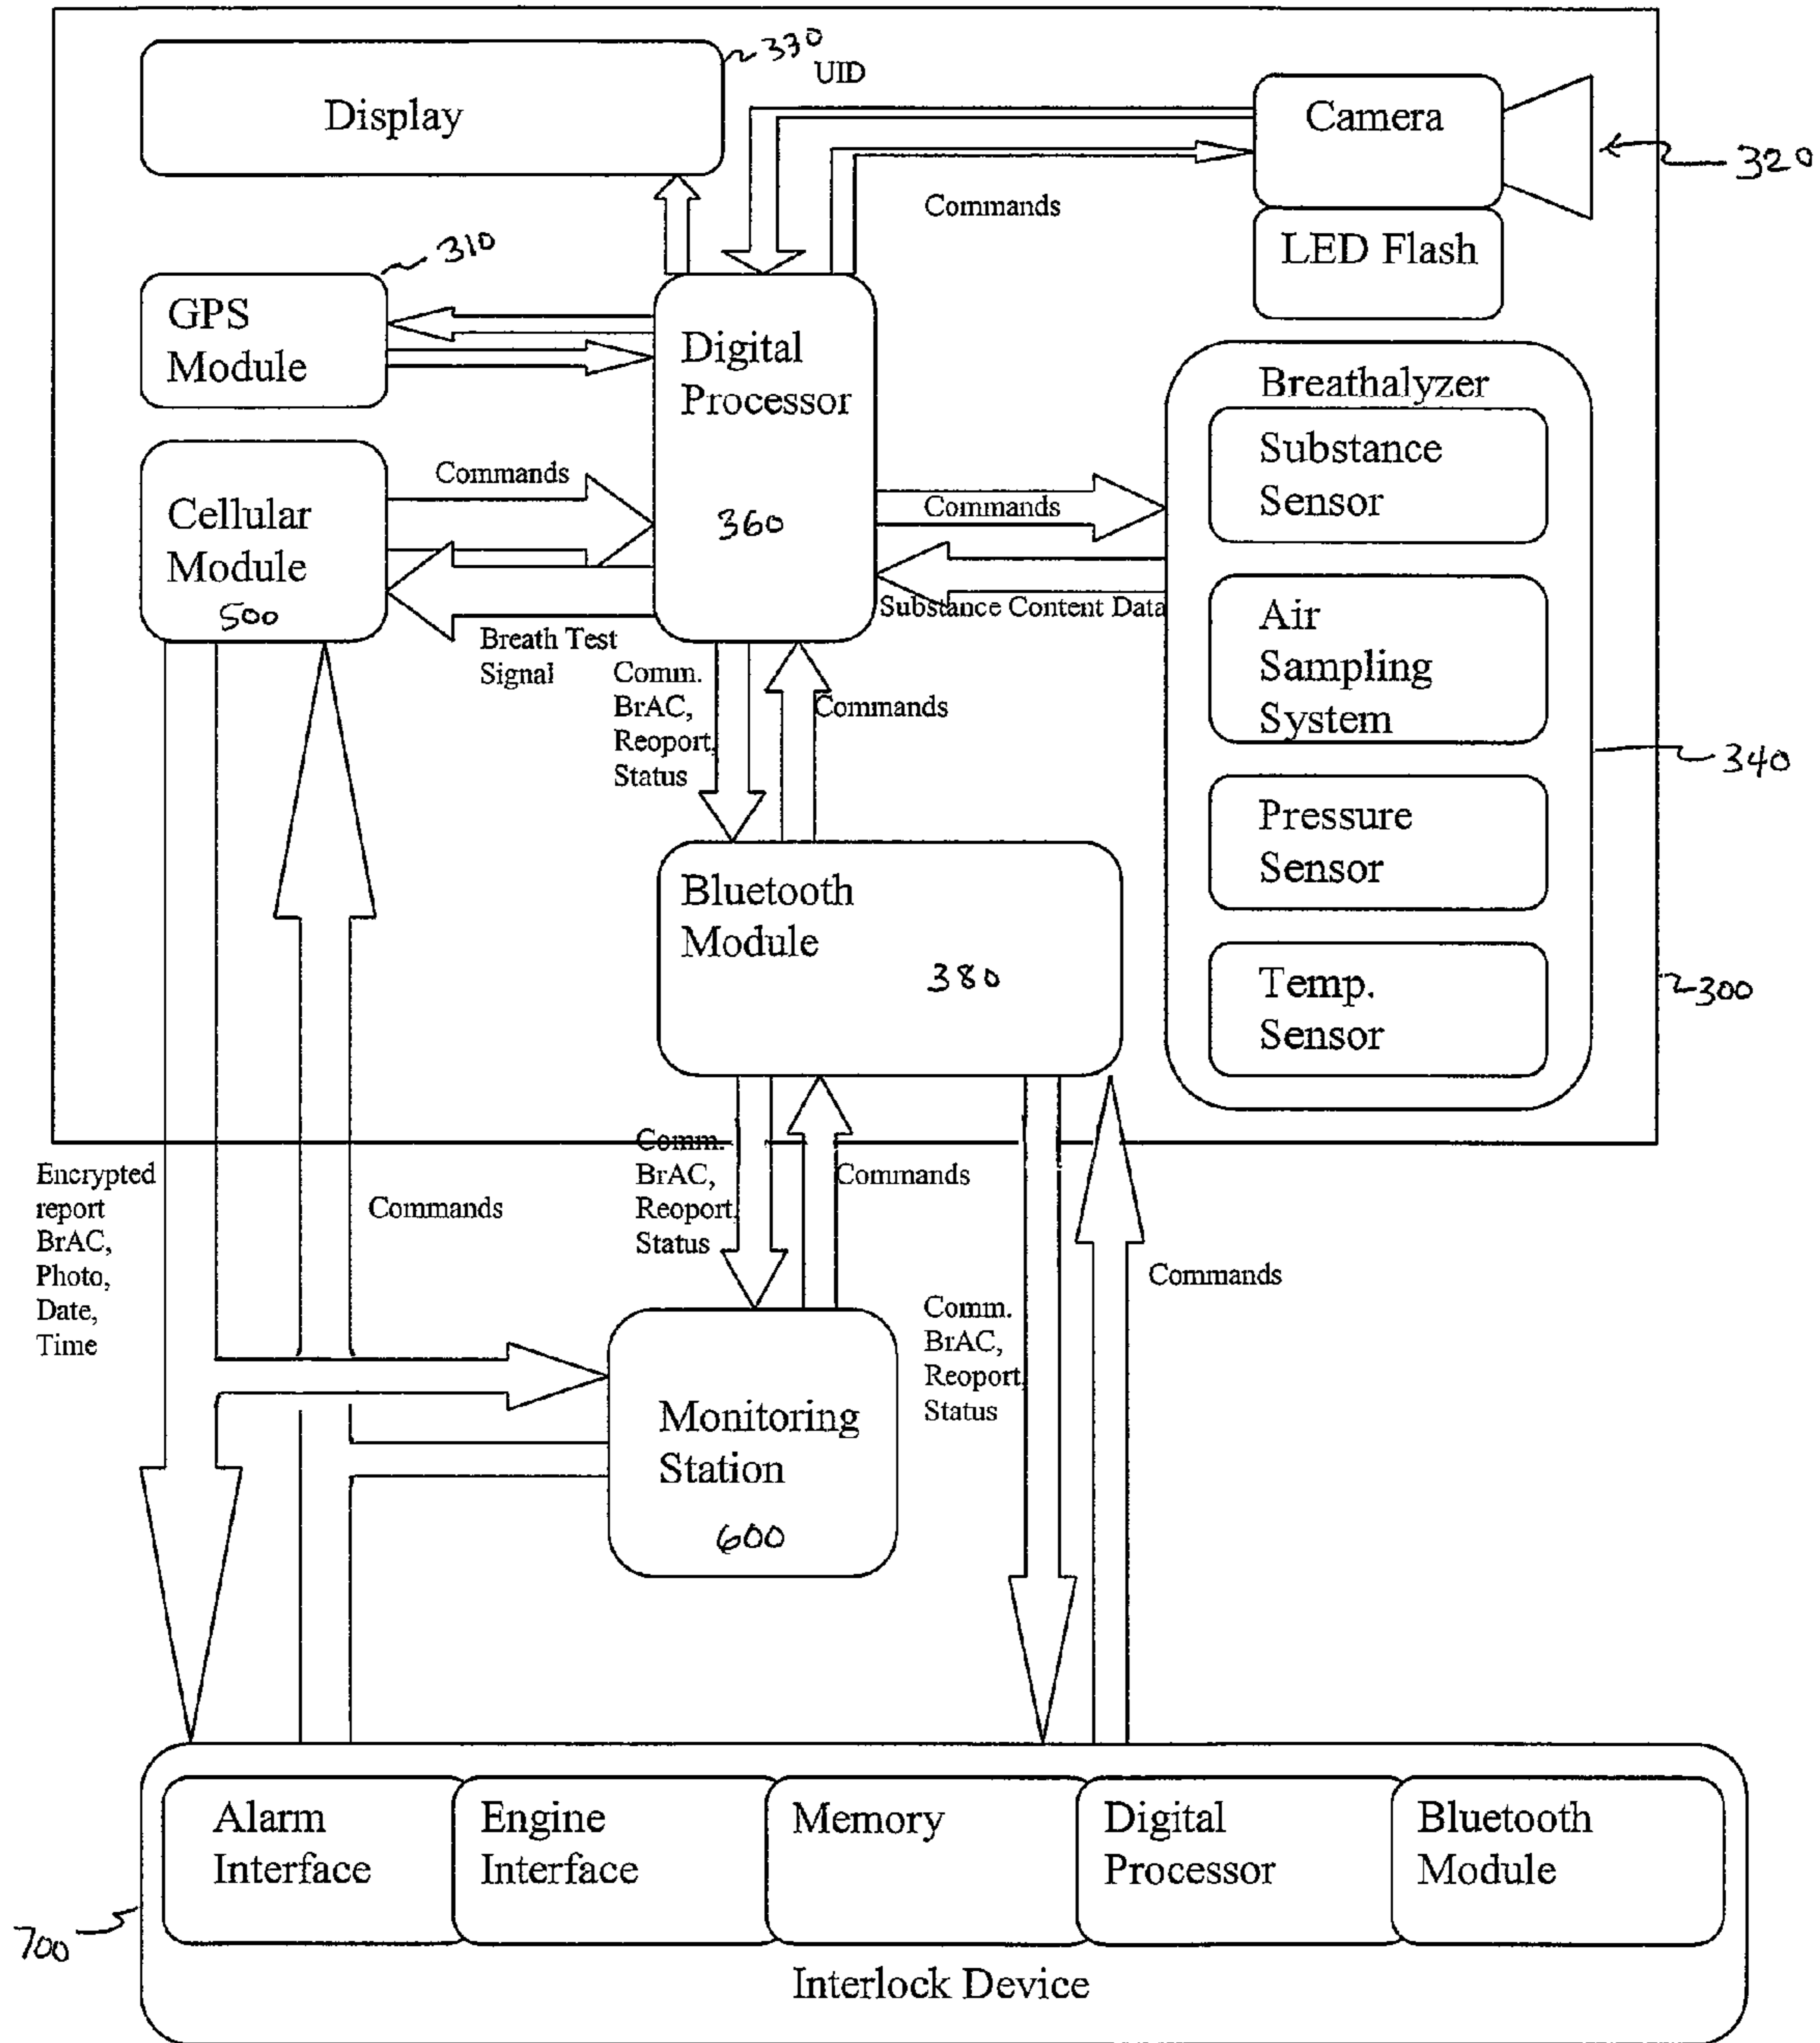 330
UID
Display
Camera
320
Commands
LED Flash
310
GPS
Module
Digital
Processor
360
Breathalyzer
Substance
Sensor
Air
Sampling
System
Pressure
Sensor
Temp.
Sensor
340
300
Cellular
Module
500
Commands
Breath Test
Signal
Commands
Substance Content Data
Comm.
BrAC,
Reoport,
Status
Commands
Bluetooth
Module
380
Encrypted
report
BrAC,
Photo,
Date,
Time
Commands
Comm.
BrAC,
Reoport,
Status
Commands
Comm.
BrAC,
Reoport,
Status
Commands
Monitoring
Station
600
Alarm
Interface
Engine
Interface
Memory
Digital
Processor
Bluetooth
Module
700
Interlock Device